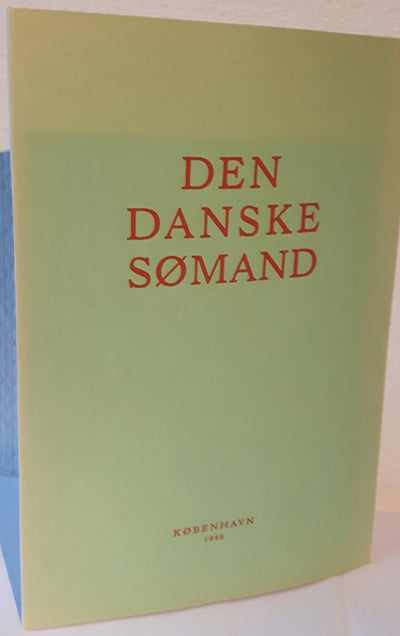 DEN
DANSKE
SØMAND
KØBENHAVN
1948